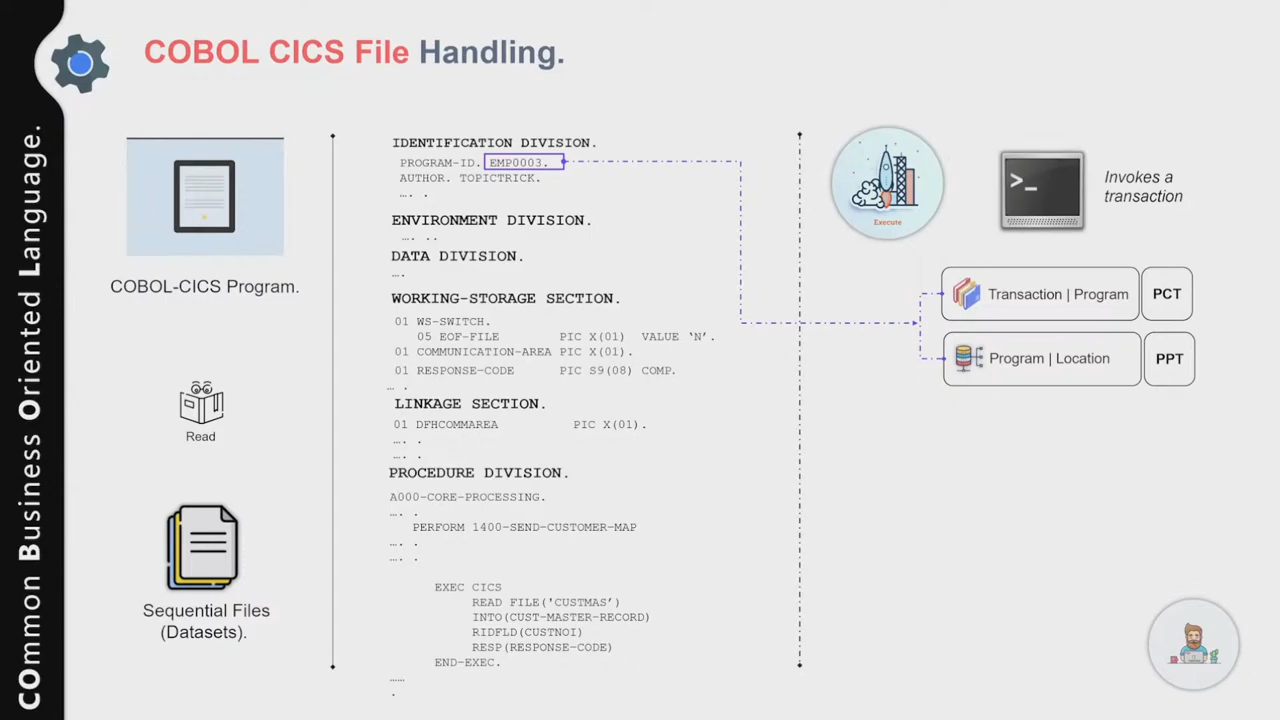 COBOL CICS File Handling.
COmmon Business Oriented Language.
COBOL-CICS Program.
Read
Sequential Files
(Datasets).
IDENTIFICATION DIVISION.
PROGRAM-ID. EMP0003.
AUTHOR. TOPICTRICK.
…. .
ENVIRONMENT DIVISION.
…. ..
DATA DIVISION.
….
WORKING-STORAGE SECTION.
01 WS-SWITCH.
05 EOF-FILE PIC X(01) VALUE ‘N’.
01 COMMUNICATION-AREA PIC X(01).
01 RESPONSE-CODE PIC S9(08) COMP.
… .
LINKAGE SECTION.
01 DFHCOMMAREA PIC X(01).
…. .
…. .
PROCEDURE DIVISION.
A000-CORE-PROCESSING.
…. .
PERFORM 1400-SEND-CUSTOMER-MAP
…. .
…. .
EXEC CICS
READ FILE('CUSTMAS’)
INTO(CUST-MASTER-RECORD)
RIDFLD(CUSTNOI)
RESP(RESPONSE-CODE)
END-EXEC.
……
.
Execute
>_
Invokes a
transaction
Transaction | Program PCT
Program | Location PPT